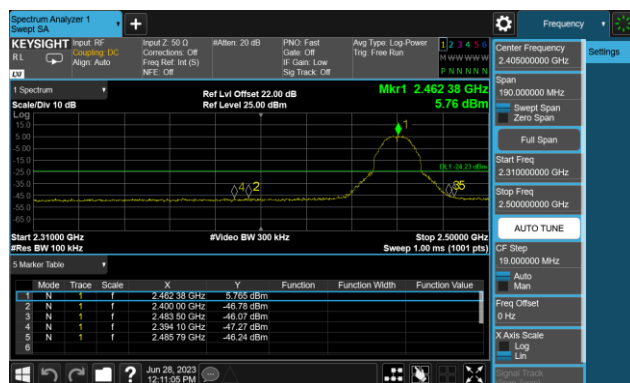 Spectrum Analyzer 1
Swept SA
Frequency
KEYSIGHT
R L
LXI
Input: RF
Coupling: DC
Align: Auto
Input Z: 50 Ω
Corrections: Off
Freq Ref: Int (S)
NFE: Off
#Atten: 20 dB
PNO: Fast
Gate: Off
IF Gain: Low
Sig Track: Off
Avg Type: Log-Power
Trig: Free Run
1 2 3 4 5 6
M W W W W W
P N N N N N
Center Frequency
2.405000000 GHz
Settings
Span
190.000000 MHz
Swept Span
Zero Span
Full Span
Start Freq
2.310000000 GHz
Stop Freq
2.500000000 GHz
AUTO TUNE
CF Step
19.000000 MHz
Auto
Man
Freq Offset
0 Hz
X Axis Scale
Log
Lin
Signal Track
1 Spectrum
Scale/Div 10 dB
Log
Ref Lvl Offset 22.00 dB
Ref Level 25.00 dBm
Mkr1 2.462 38 GHz
5.76 dBm
15.0
5.00
-5.00
-15.0
-25.0
-35.0
-45.0
-55.0
-65.0
1
DL1 -24.23 dBm
4 2
35
Start 2.31000 GHz
#Res BW 100 kHz
#Video BW 300 kHz
Stop 2.50000 GHz
Sweep 1.00 ms (1001 pts)
5 Marker Table
Mode Trace Scale X Y Function Function Width Function Value
1 N 1 f 2.462 38 GHz 5.765 dBm
2 N 1 f 2.400 00 GHz -46.78 dBm
3 N 1 f 2.483 50 GHz -46.07 dBm
4 N 1 f 2.394 10 GHz -47.27 dBm
5 N 1 f 2.485 79 GHz -46.24 dBm
6
Jun 28, 2023
12:11:05 PM